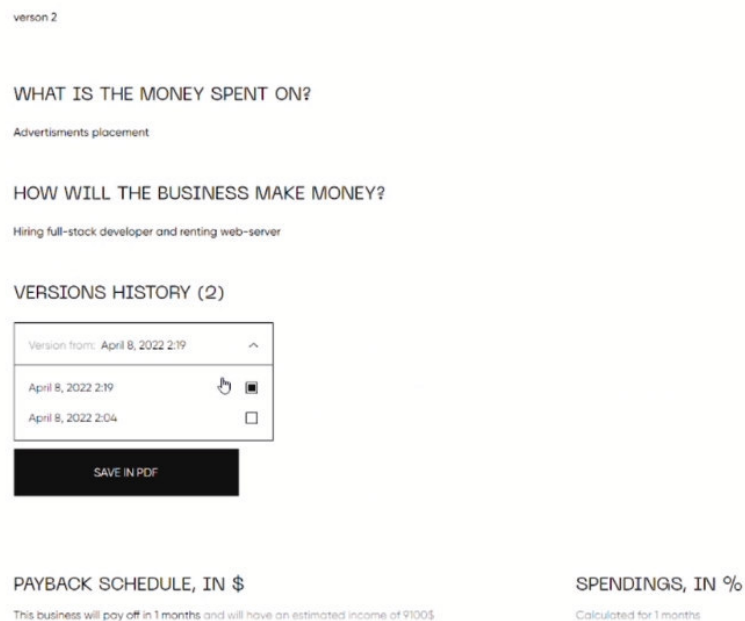 verson 2
WHAT IS THE MONEY SPENT ON?
Advertisments placement
HOW WILL THE BUSINESS MAKE MONEY?
Hiring full-stack developer and renting web-server
VERSIONS HISTORY (2)
Version from: April 8, 2022 2:19
April 8, 2022 2:19
April 8, 2022 2:04
SAVE IN PDF
PAYBACK SCHEDULE, IN $
This business will pay off in 1 months and will have an estimated income of 9100$
SPENDINGS, IN %
Calculated for 1 months